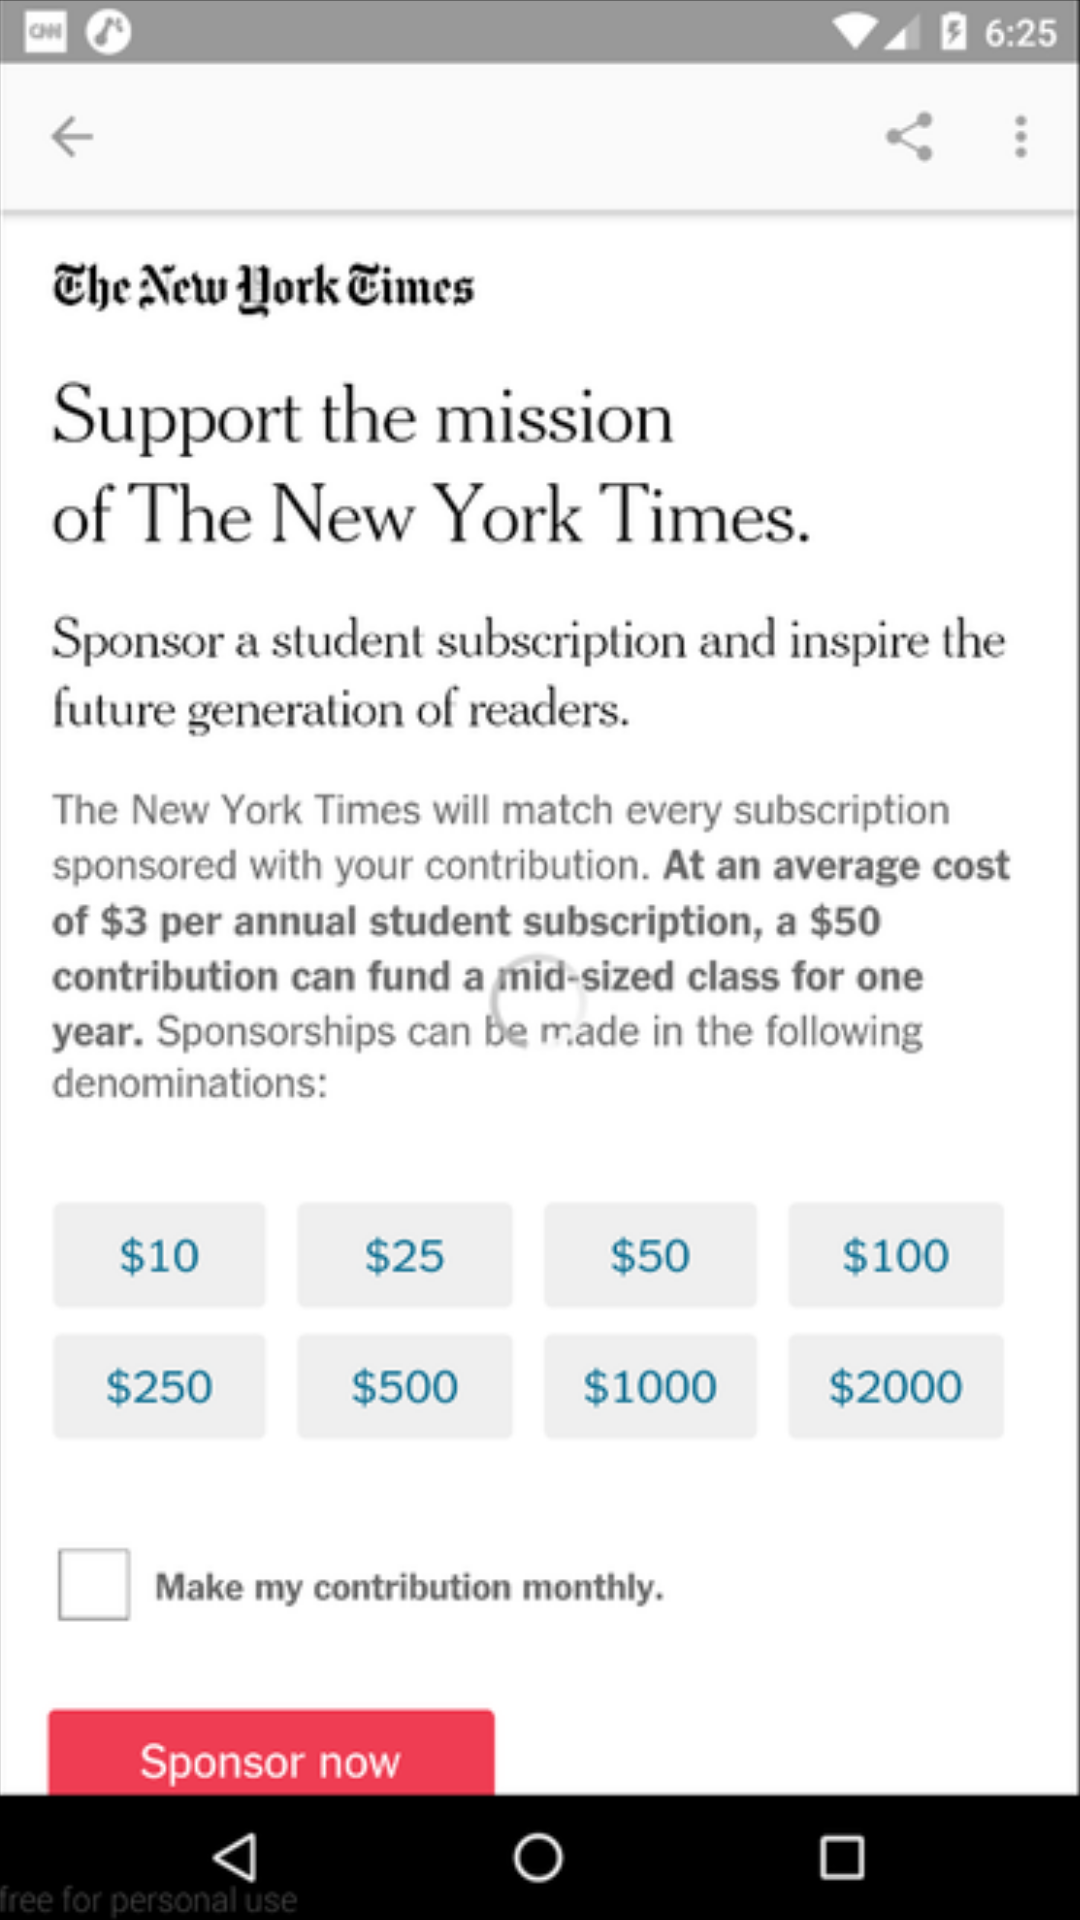 CNN
6:25
The New York Times
Support the mission
of The New York Times.
Sponsor a student subscription and inspire the
future generation of readers.
The New York Times will match every subscription
sponsored with your contribution. At an average cost
of $3 per annual student subscription, a $50
contribution can fund a mid-sized class for one
year. Sponsorships can be made in the following
denominations:
$10 $25 $50 $100
$250 $500 $1000 $2000
Make my contribution monthly.
Sponsor now
free for personal use